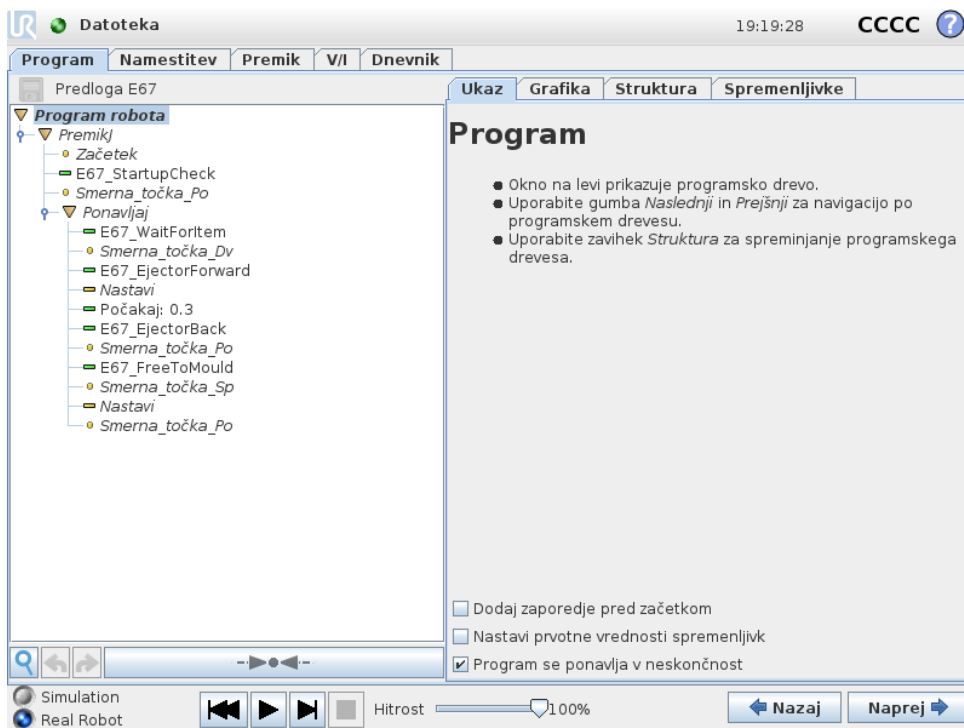 UR Datoteka 19:19:28 CCCC ?
Program Namestitev Premik V/I Dnevnik
Predloga E67
Ukaz Grafika Struktura Spremenljivke
Program robota
PremikJ
Začetek
E67_StartupCheck
Smerna_točka_Po
Ponavljaj
E67_WaitForItem
Smerna_točka_Dv
E67_EjectorForward
Nastavi
Počakaj: 0.3
E67_EjectorBack
Smerna_točka_Po
E67_FreeToMould
Smerna_točka_Sp
Nastavi
Smerna_točka_Po
Program
Okno na levi prikazuje programsko drevo.
Uporabite gumba Naslednji in Prejšnji za navigacijo po
programskem drevesu.
Uporabite zavihek Struktura za spreminjanje programskega
drevesa.
Dodaj zaporedje pred začetkom
Nastavi prvotne vrednosti spremenljivk
Program se ponavlja v neskončnost
Simulation
Real Robot
Hitrost 100%
Nazaj
Naprej